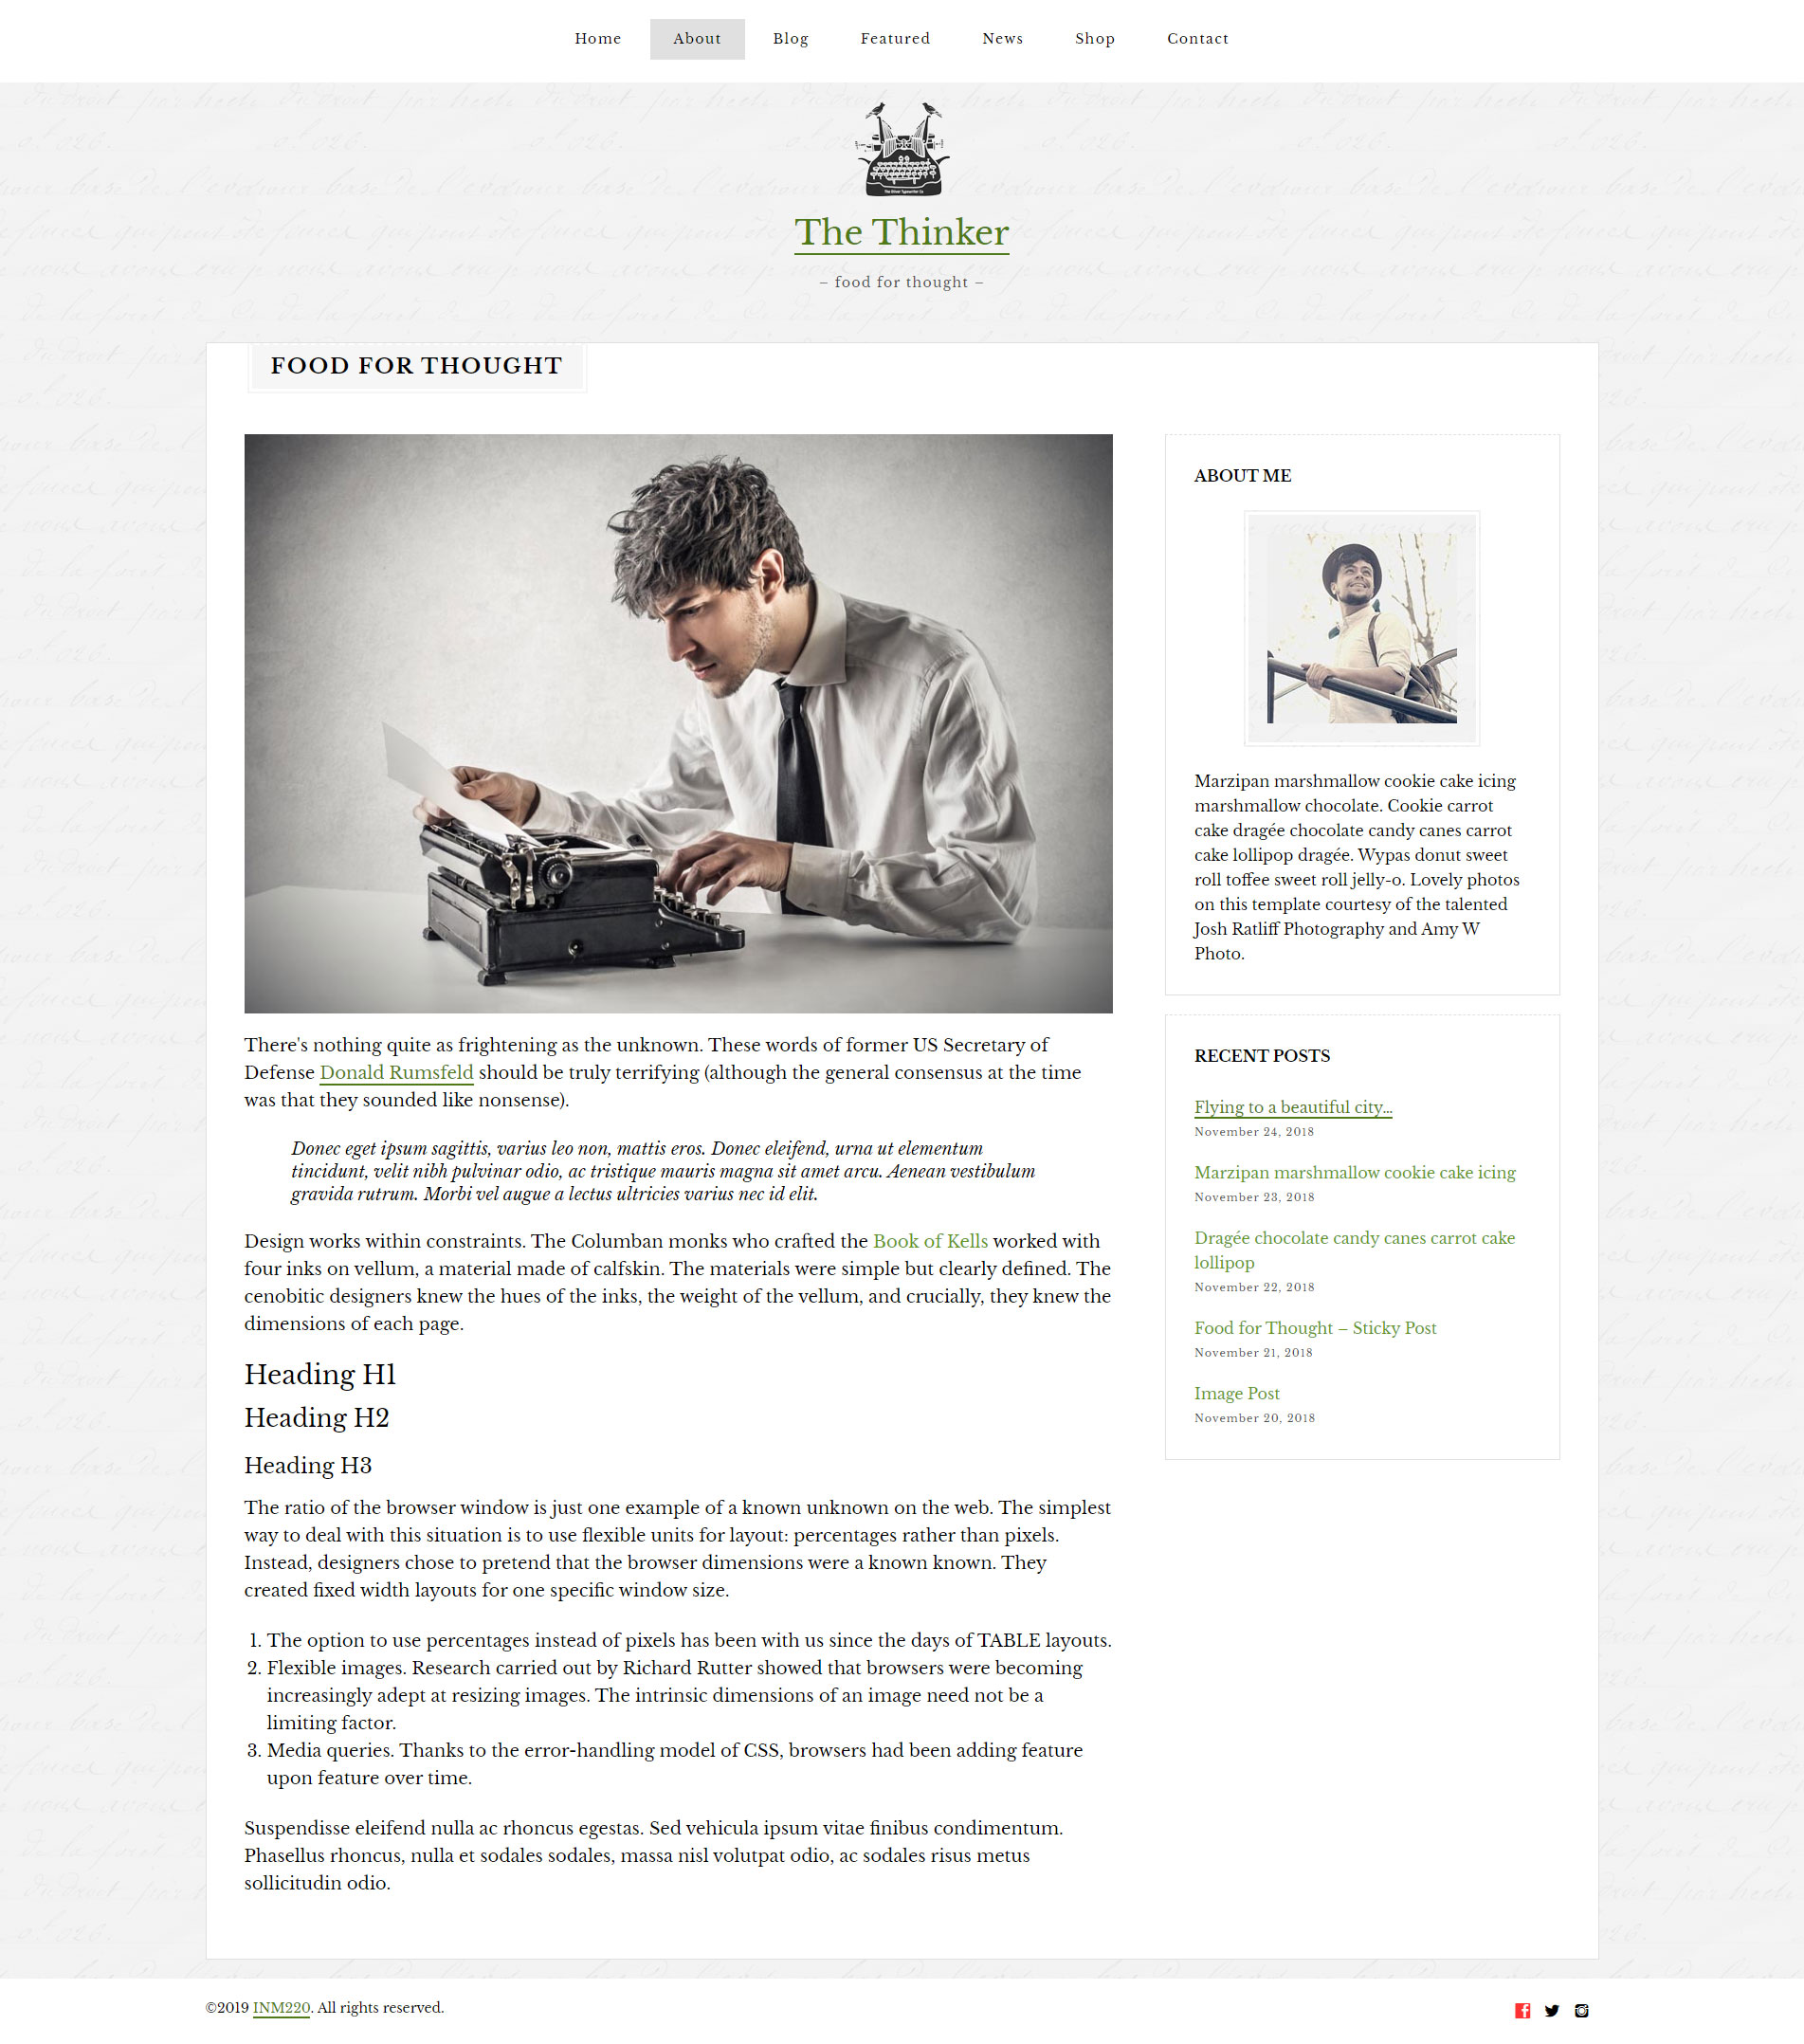 Home About Blog Featured News Shop Contact
The Thinker
– food for thought –
FOOD FOR THOUGHT
There's nothing quite as frightening as the unknown. These words of former US Secretary of
Defense Donald Rumsfeld should be truly terrifying (although the general consensus at the time
was that they sounded like nonsense).
Donec eget ipsum sagittis, varius leo non, mattis eros. Donec eleifend, urna ut elementum
tincidunt, velit nibh pulvinar odio, ac tristique mauris magna sit amet arcu. Aenean vestibulum
gravida rutrum. Morbi vel augue a lectus ultricies varius nec id elit.
Design works within constraints. The Columban monks who crafted the Book of Kells worked with
four inks on vellum, a material made of calfskin. The materials were simple but clearly defined. The
cenobitic designers knew the hues of the inks, the weight of the vellum, and crucially, they knew the
dimensions of each page.
Heading H1
Heading H2
Heading H3
The ratio of the browser window is just one example of a known unknown on the web. The simplest
way to deal with this situation is to use flexible units for layout: percentages rather than pixels.
Instead, designers chose to pretend that the browser dimensions were a known known. They
created fixed width layouts for one specific window size.
1. The option to use percentages instead of pixels has been with us since the days of TABLE layouts.
2. Flexible images. Research carried out by Richard Rutter showed that browsers were becoming
increasingly adept at resizing images. The intrinsic dimensions of an image need not be a
limiting factor.
3. Media queries. Thanks to the error-handling model of CSS, browsers had been adding feature
upon feature over time.
Suspendisse eleifend nulla ac rhoncus egestas. Sed vehicula ipsum vitae finibus condimentum.
Phasellus rhoncus, nulla et sodales sodales, massa nisl volutpat odio, ac sodales risus metus
sollicitudin odio.
ABOUT ME
Marzipan marshmallow cookie cake icing
marshmallow chocolate. Cookie carrot
cake dragée chocolate candy canes carrot
cake lollipop dragée. Wypas donut sweet
roll toffee sweet roll jelly-o. Lovely photos
on this template courtesy of the talented
Josh Ratliff Photography and Amy W
Photo.
RECENT POSTS
Flying to a beautiful city…
November 24, 2018
Marzipan marshmallow cookie cake icing
November 23, 2018
Dragée chocolate candy canes carrot cake
lollipop
November 22, 2018
Food for Thought – Sticky Post
November 21, 2018
Image Post
November 20, 2018
©2019 INM220. All rights reserved.